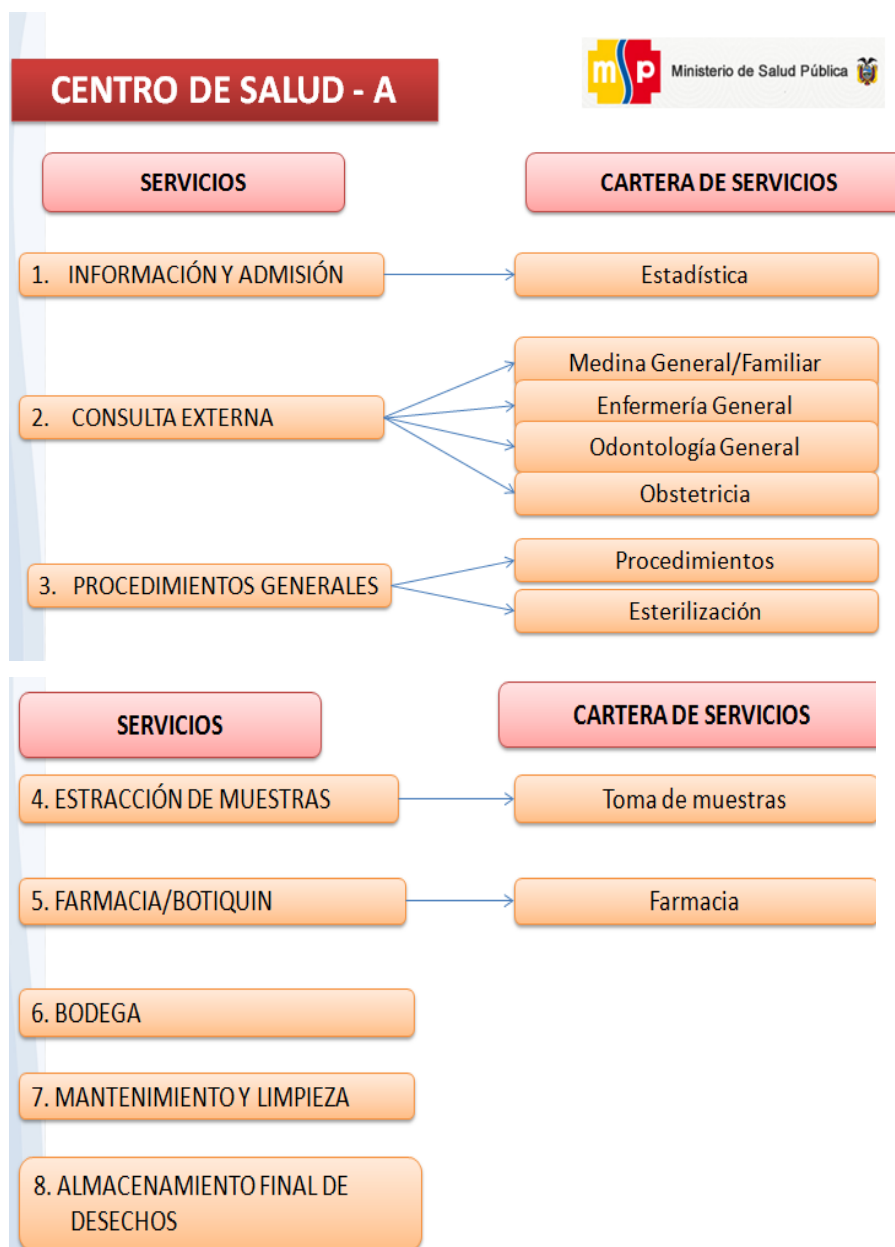 CENTRO DE SALUD - A
msp Ministerio de Salud Pública
SERVICIOS
CARTERA DE SERVICIOS
1. INFORMACIÓN Y ADMISIÓN
Estadística
2. CONSULTA EXTERNA
Medina General/Familiar
Enfermería General
Odontología General
Obstetricia
3. PROCEDIMIENTOS GENERALES
Procedimientos
Esterilización
SERVICIOS
CARTERA DE SERVICIOS
4. ESTRACCIÓN DE MUESTRAS
Toma de muestras
5. FARMACIA/BOTIQUIN
Farmacia
6. BODEGA
7. MANTENIMIENTO Y LIMPIEZA
8. ALMACENAMIENTO FINAL DE
DESECHOS